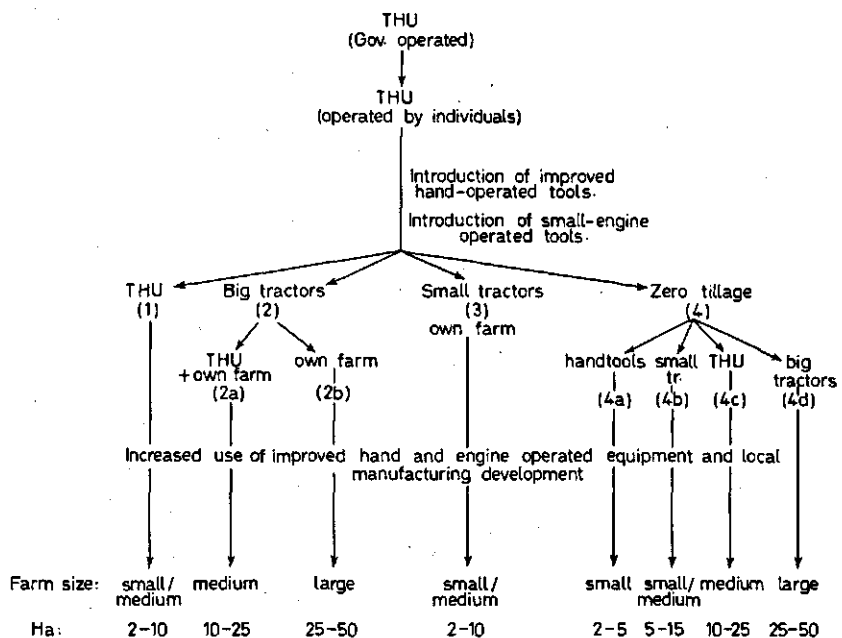 THU
(Gov. operated)
THU
(operated by individuals)
Introduction of improved
hand-operated tools.
Introduction of small-engine
operated tools.
THU Big tractors Small tractors Zero tillage
(1) (2) (3) (4)
own farm
THU own farm handtools small THU big
+ own farm tr. tractors
(2a) (2b) (4a) (4b) (4c) (4d)
Increased use of improved hand and engine operated equipment and local
manufacturing development
Farm size: small/ medium large small/ small small/ medium large
medium medium medium
Ha: 2-10 10-25 25-50 2-10 2-5 5-15 10-25 25-50